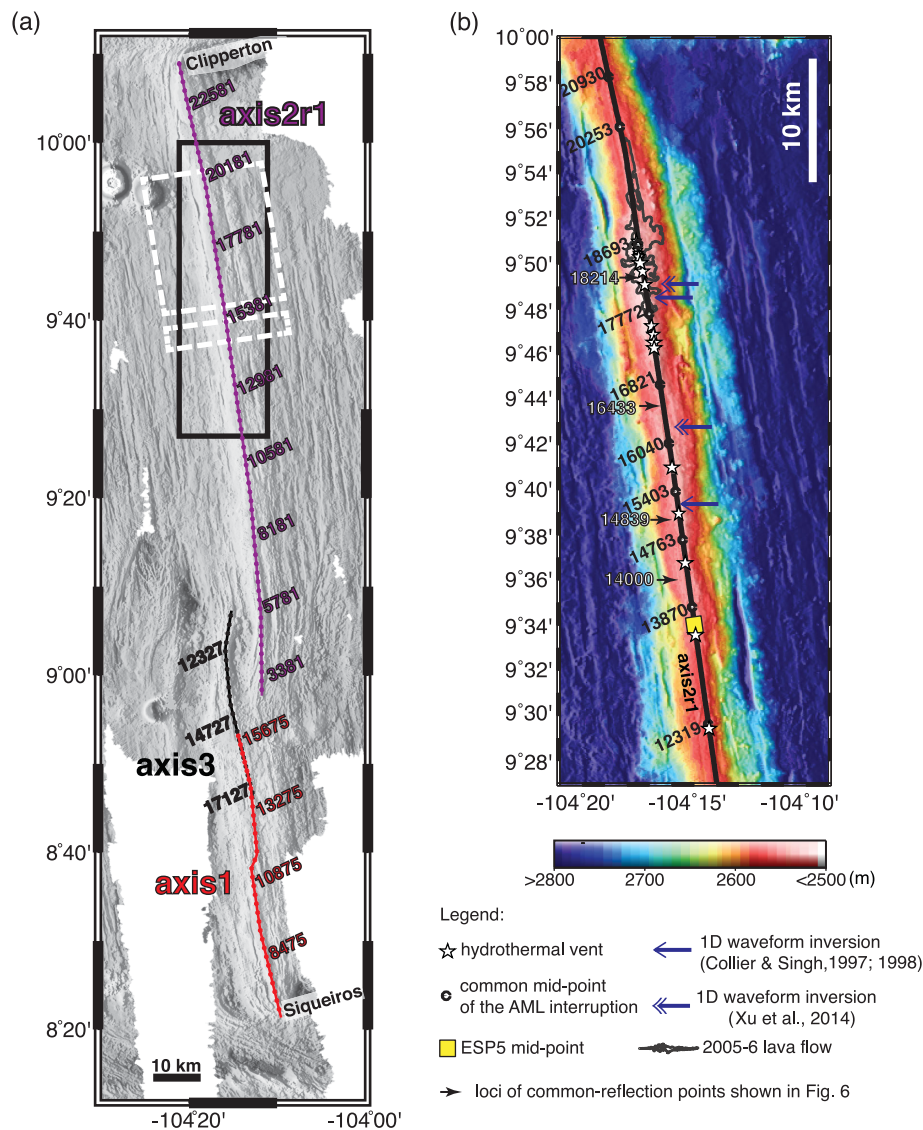 (a)
Clipperton
22581
axis2r1
10˚00'
20181
17781
15381
9˚40'
12981
10581
9˚20'
8181
5781
12327
9˚00'
3381
14727
15675
axis3
17127
13275
8˚40'
axis1
10875
8475
Siqueiros
8˚20'
10 km
-104˚20'
-104˚00'
(b)
10˚00'
9˚58'
20930
10 km
9˚56'
20253
9˚54'
9˚52'
18693
9˚50'
18214
9˚48'
17772
9˚46'
16821
9˚44'
16433
9˚42'
16040
9˚40'
15403
14839
9˚38'
14763
9˚36'
14000
13870
9˚34'
9˚32'
axis2r1
9˚30'
12319
9˚28'
-104˚20'
-104˚15'
-104˚10'
>2800
2700
2600
<2500
(m)
Legend:
hydrothermal vent
common mid-point
of the AML interruption
ESP5 mid-point
loci of common-reflection points shown in Fig. 6
1D waveform inversion
(Collier & Singh,1997; 1998)
1D waveform inversion
(Xu et al., 2014)
2005-6 lava flow